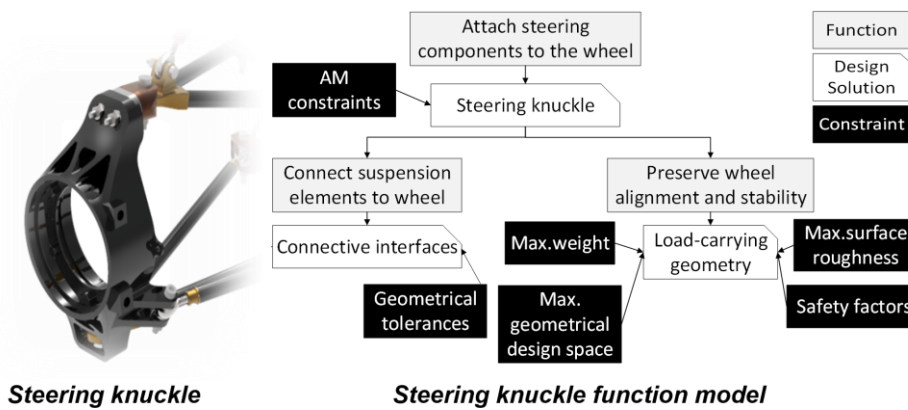 Attach steering
components to the wheel
Function
AM
constraints
Design
Solution
Steering knuckle
Constraint
Connect suspension
elements to wheel
Preserve wheel
alignment and stability
Connective interfaces
Max.weight
Load-carrying
geometry
Max.surface
roughness
Geometrical
tolerances
Max.
geometrical
design space
Safety factors
Steering knuckle
Steering knuckle function model